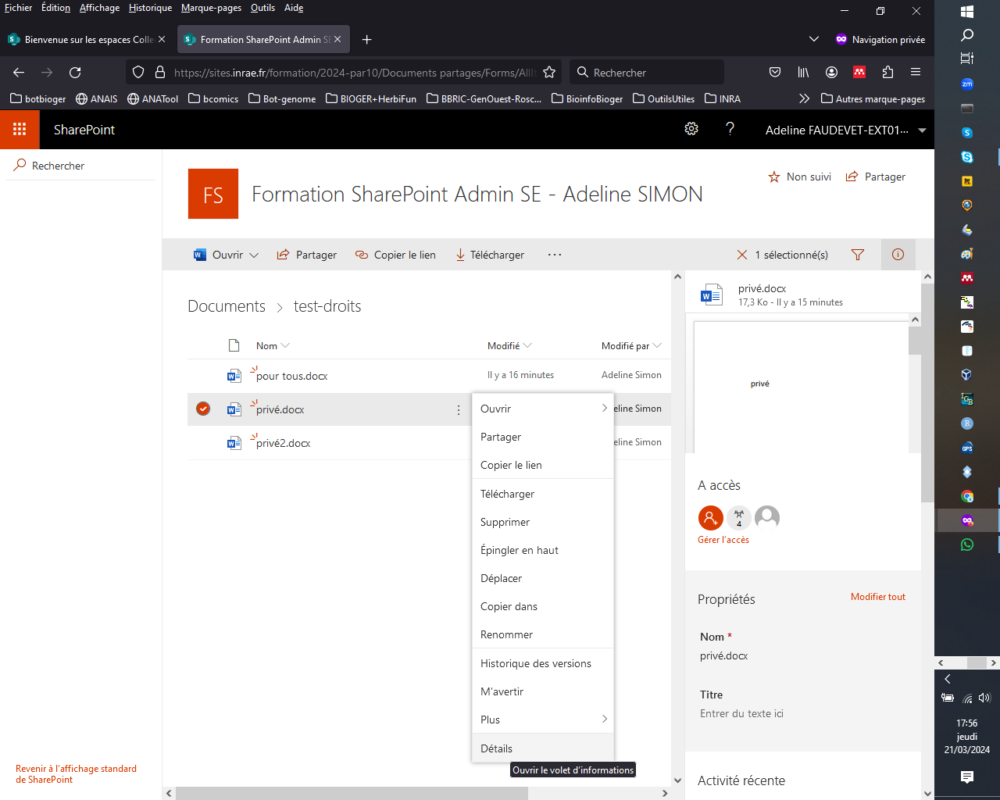 Fichier Édition Affichage Historique Marque-pages Outils Aide
Bienvenue sur les espaces Colle
Formation SharePoint Admin SE
Navigation privée
https://sites.inrae.fr/formation/2024-par10/Documents partages/Forms/AllI
Rechercher
botbioger ANAIS ANATool bcomics Bot-genome BIOGER+HerbiFun BBRIC-GenOuest-Rosc... BioinfoBioger OutilsUtiles INRA
Autres marque-pages
SharePoint
Adeline FAUDEVET-EXT01...
Rechercher
FS
Formation SharePoint Admin SE - Adeline SIMON
Non suivi
Partager
Ouvrir Partager Copier le lien Télécharger ...
1 sélectionné(s)
Documents > test-droits
Nom Modifié Modifié par
pour tous.docx Il y a 16 minutes Adeline Simon
privé.docx eline Simon
privé2.docx eline Simon
Ouvrir
Partager
Copier le lien
Télécharger
Supprimer
Épingler en haut
Déplacer
Copier dans
Renommer
Historique des versions
M'avertir
Plus
Détails
Ouvrir le volet d'informations
privé.docx
17,3 Ko - Il y a 15 minutes
privé
A accès
4
Gérer l'accès
Propriétés
Modifier tout
Nom *
privé.docx
Titre
Entrer du texte ici
Activité récente
Revenir à l'affichage standard
de SharePoint
zm
IGB
R
GPS
17:56
jeudi
21/03/2024